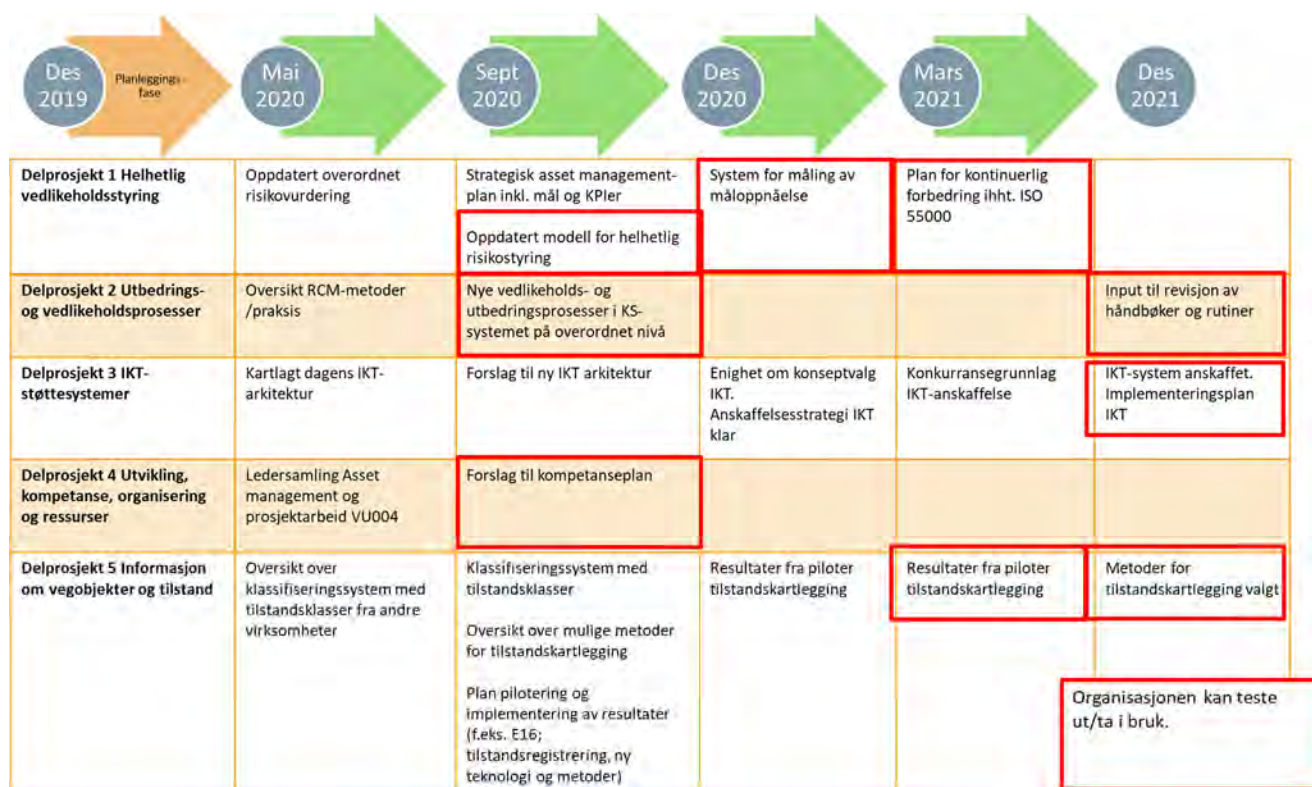 Des
2019
Planleggings-
fase
Mai
2020
Sept
2020
Des
2020
Mars
2021
Des
2021
Delprosjekt 1 Helhetlig
vedlikeholdsstyring
Oppdatert overordnet
risikovurdering
Strategisk asset management-
plan inkl. mål og KPIer
Oppdatert modell for helhetlig
risikostyring
System for måling av
måloppnåelse
Plan for kontinuerlig
forbedring ihht. ISO
55000
Delprosjekt 2 Utbedrings-
og vedlikeholdsprosesser
Oversikt RCM-metoder
/praksis
Nye vedlikeholds- og
utbedringsprosesser i KS-
systemet på overordnet nivå
Input til revisjon av
håndbøker og rutiner
Delprosjekt 3 IKT-
støttesystemer
Kartlagt dagens IKT-
arkitektur
Forslag til ny IKT arkitektur
Enighet om konseptvalg
IKT.
Anskaffelsesstrategi IKT
klar
Konkurransegrunnlag
IKT-anskaffelse
IKT-system anskaffet.
Implementeringsplan
IKT
Delprosjekt 4 Utvikling,
kompetanse, organisering
og ressurser
Ledersamling Asset
management og
prosjektarbeid VU004
Forslag til kompetanseplan
Delprosjekt 5 Informasjon
om vegobjekter og tilstand
Oversikt over
klassifiseringssystem med
tilstandsklasser fra andre
virksomheter
Klassifiseringssystem med
tilstandsklasser
Oversikt over mulige metoder
for tilstandskartlegging
Plan pilotering og
implementering av resultater
(f.eks. E16;
tilstandsregistrering, ny
teknologi og metoder)
Resultater fra piloter
tilstandskartlegging
Resultater fra piloter
tilstandskartlegging
Metoder for
tilstandskartlegging valgt
Organisasjonen kan teste
ut/ta i bruk.